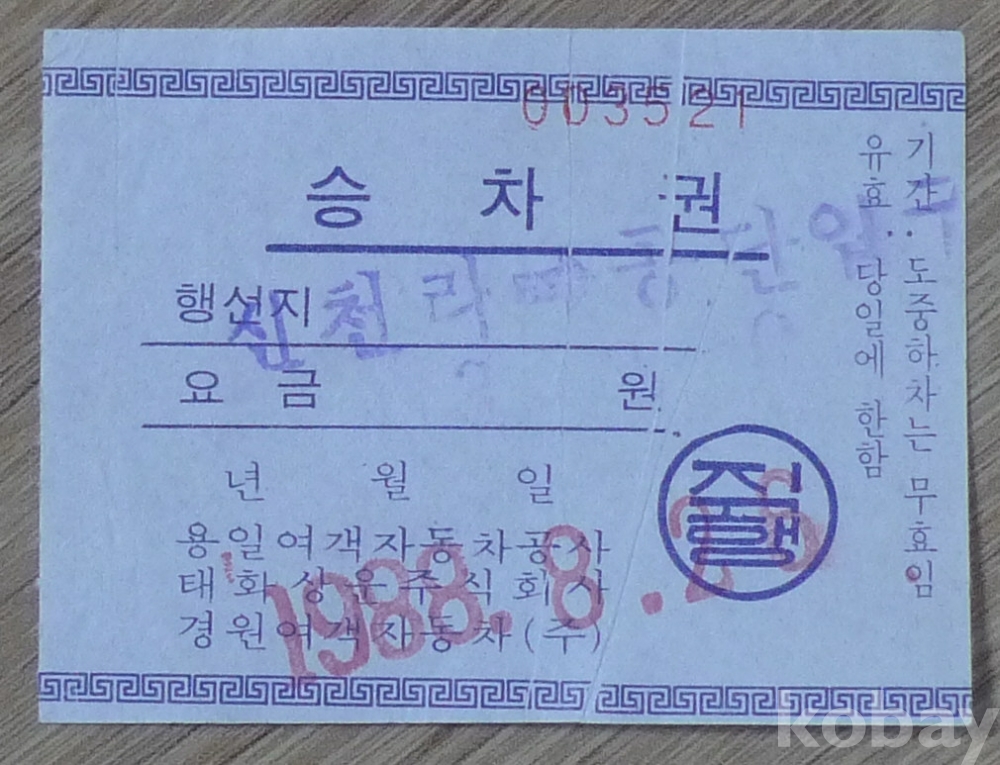 003521
승 차 권
행선지
요 금 원
년 월 일
용일여객자동차공사
태화상운주식회사
경원여객자동차(주)
1988.8.26
직행
기간‥도중하차는 무효임
유효‥당일에 한함
kobay